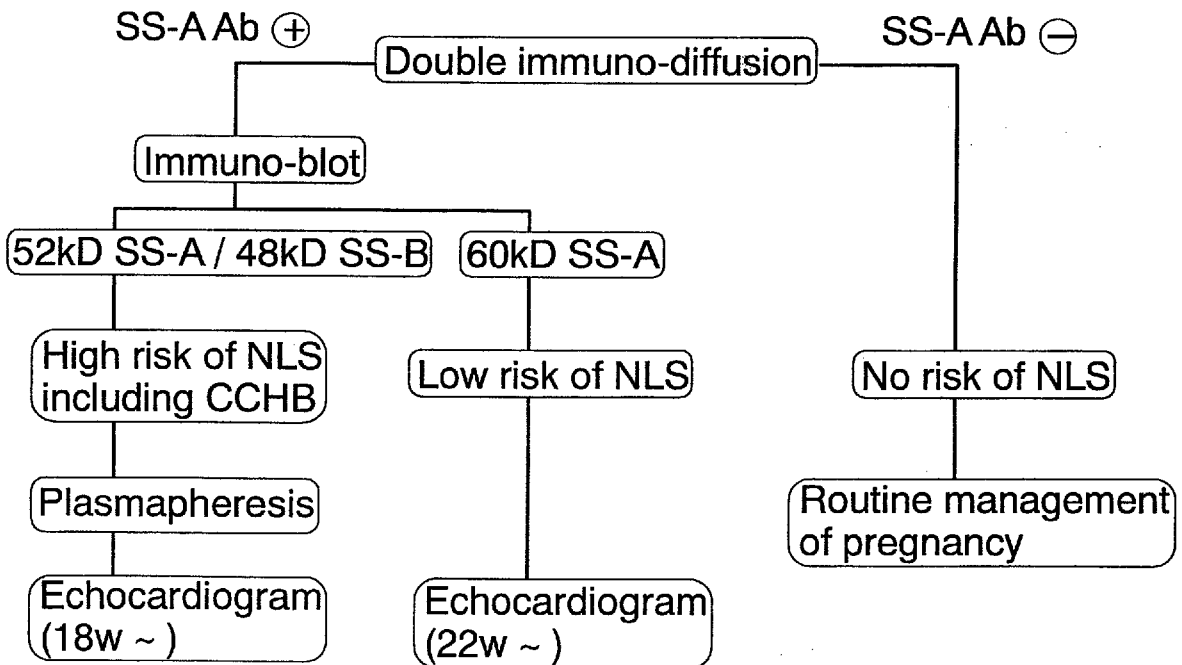 SS-A Ab ⊕
SS-A Ab ⊖
Double immuno-diffusion
Immuno-blot
52kD SS-A / 48kD SS-B
60kD SS-A
High risk of NLS
including CCHB
Low risk of NLS
No risk of NLS
Plasmapheresis
Routine management
of pregnancy
Echocardiogram
(18w ~ )
Echocardiogram
(22w ~ )